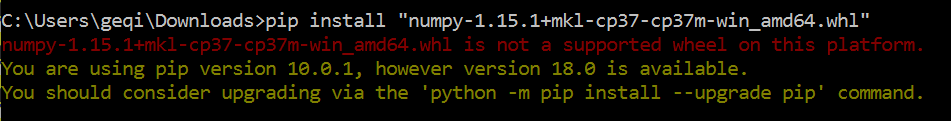 C:\Users\geqi\Downloads>pip install "numpy-1.15.1+mkl-cp37-cp37m-win_amd64.whl"
numpy-1.15.1+mkl-cp37-cp37m-win_amd64.whl is not a supported wheel on this platform.
You are using pip version 10.0.1, however version 18.0 is available.
You should consider upgrading via the 'python -m pip install --upgrade pip' command.